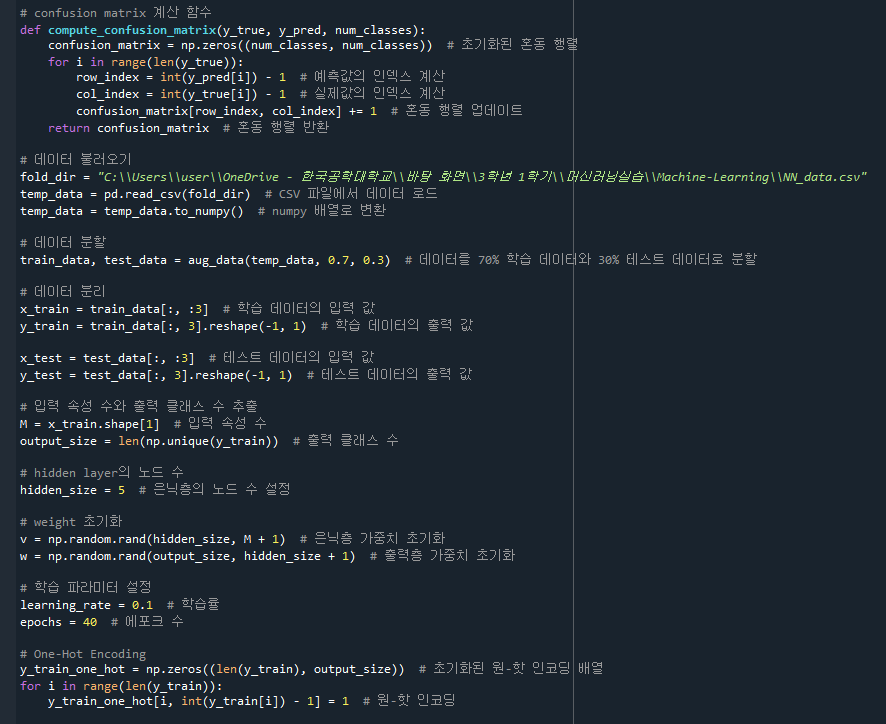 # confusion matrix 계산 함수
def compute_confusion_matrix(y_true, y_pred, num_classes):
    confusion_matrix = np.zeros((num_classes, num_classes))  # 초기화된 혼동 행렬
    for i in range(len(y_true)):
        row_index = int(y_pred[i]) - 1  # 예측값의 인덱스 계산
        col_index = int(y_true[i]) - 1  # 실제값의 인덱스 계산
        confusion_matrix[row_index, col_index] += 1  # 혼동 행렬 업데이트
    return confusion_matrix  # 혼동 행렬 반환

# 데이터 불러오기
fold_dir = "C:\\Users\\user\\OneDrive - 한국공학대학교\\바탕 화면\\3학년 1학기\\머신러닝실습\\Machine-Learning\\NN_data.csv"
temp_data = pd.read_csv(fold_dir)  # CSV 파일에서 데이터 로드
temp_data = temp_data.to_numpy()  # numpy 배열로 변환

# 데이터 분할
train_data, test_data = aug_data(temp_data, 0.7, 0.3)  # 데이터를 70% 학습 데이터와 30% 테스트 데이터로 분할

# 데이터 분리
x_train = train_data[:, :3]  # 학습 데이터의 입력 값
y_train = train_data[:, 3].reshape(-1, 1)  # 학습 데이터의 출력 값

x_test = test_data[:, :3]  # 테스트 데이터의 입력 값
y_test = test_data[:, 3].reshape(-1, 1)  # 테스트 데이터의 출력 값

# 입력 속성 수와 출력 클래스 수 추출
M = x_train.shape[1]  # 입력 속성 수
output_size = len(np.unique(y_train))  # 출력 클래스 수

# hidden layer의 노드 수
hidden_size = 5  # 은닉층의 노드 수 설정

# weight 초기화
v = np.random.rand(hidden_size, M + 1)  # 은닉층 가중치 초기화
w = np.random.rand(output_size, hidden_size + 1)  # 출력층 가중치 초기화

# 학습 파라미터 설정
learning_rate = 0.1  # 학습률
epochs = 40  # 에포크 수

# One-Hot Encoding
y_train_one_hot = np.zeros((len(y_train), output_size))  # 초기화된 원-핫 인코딩 배열
for i in range(len(y_train)):
    y_train_one_hot[i, int(y_train[i]) - 1] = 1  # 원-핫 인코딩